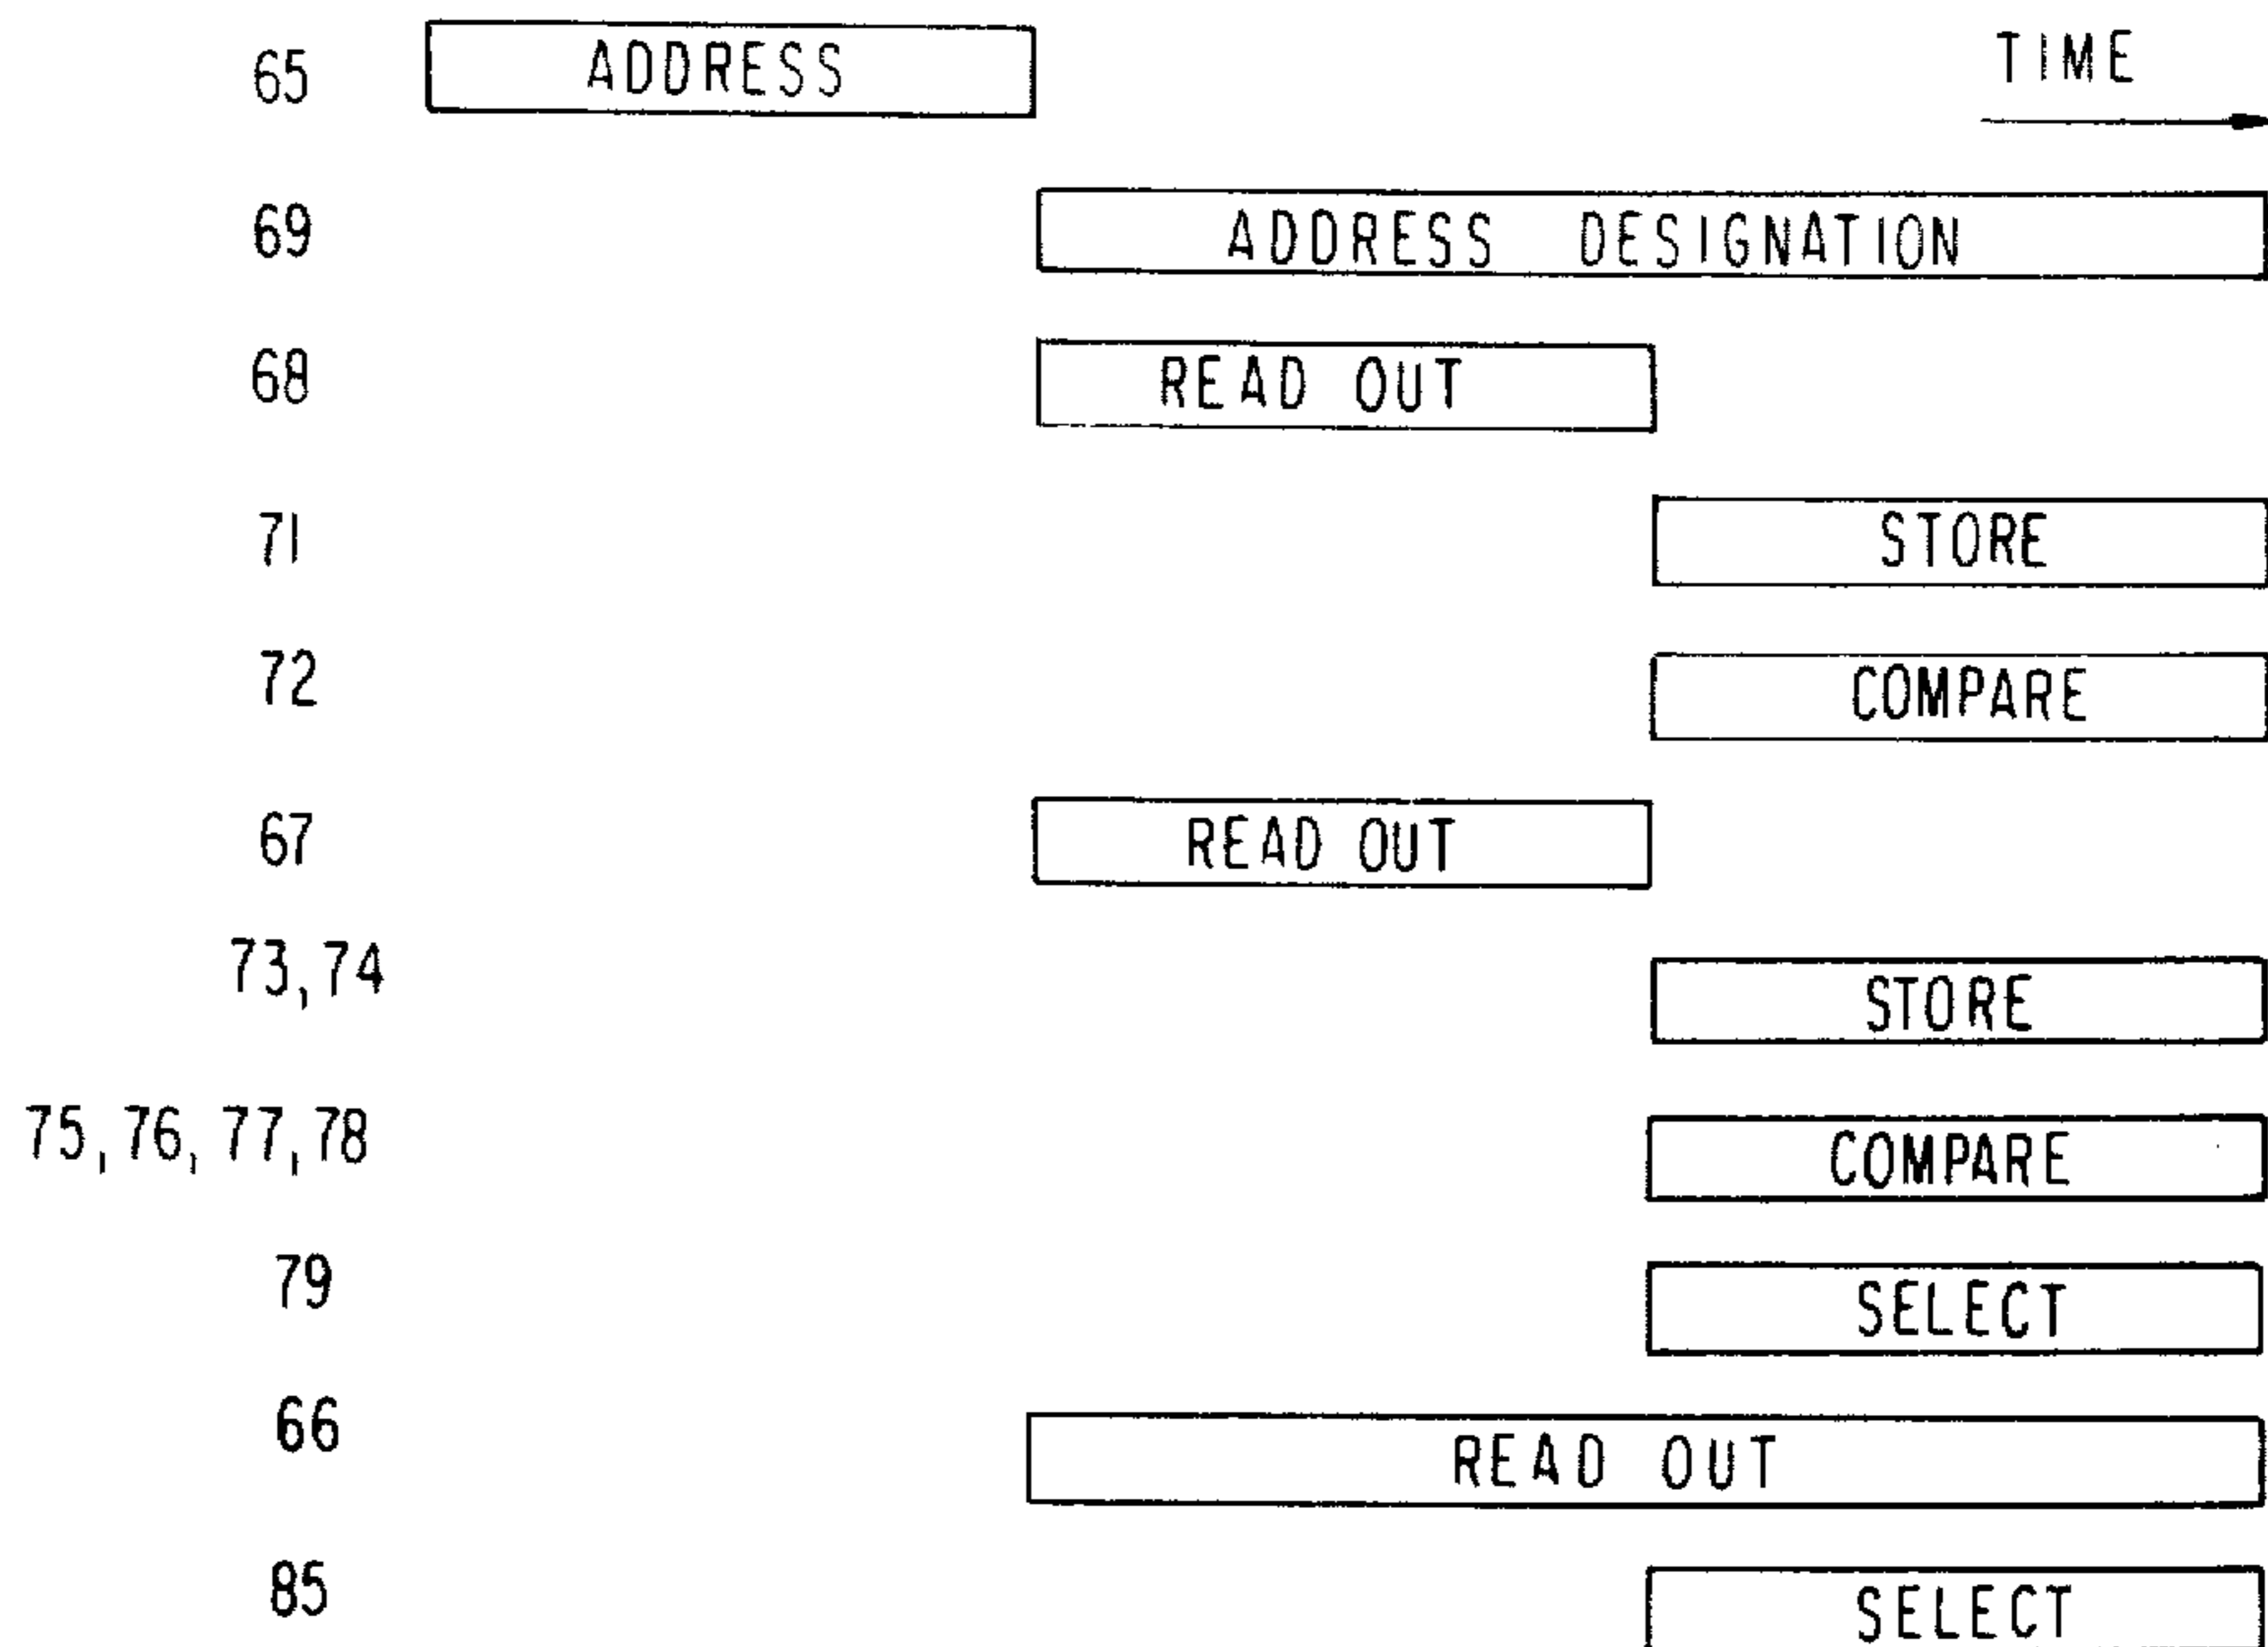 65 ADDRESS TIME
69 ADDRESS DESIGNATION
68 READ OUT
71 STORE
72 COMPARE
67 READ OUT
73,74 STORE
75,76,77,78 COMPARE
79 SELECT
66 READ OUT
85 SELECT